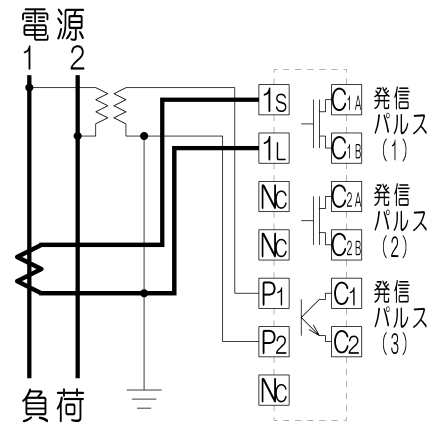 電源
1 2
1S C1A 発信
パルス
1L C1B (1)
NC C2A 発信
パルス
NC C2B (2)
P1 C1 発信
パルス
P2 C2 (3)
NC
負荷